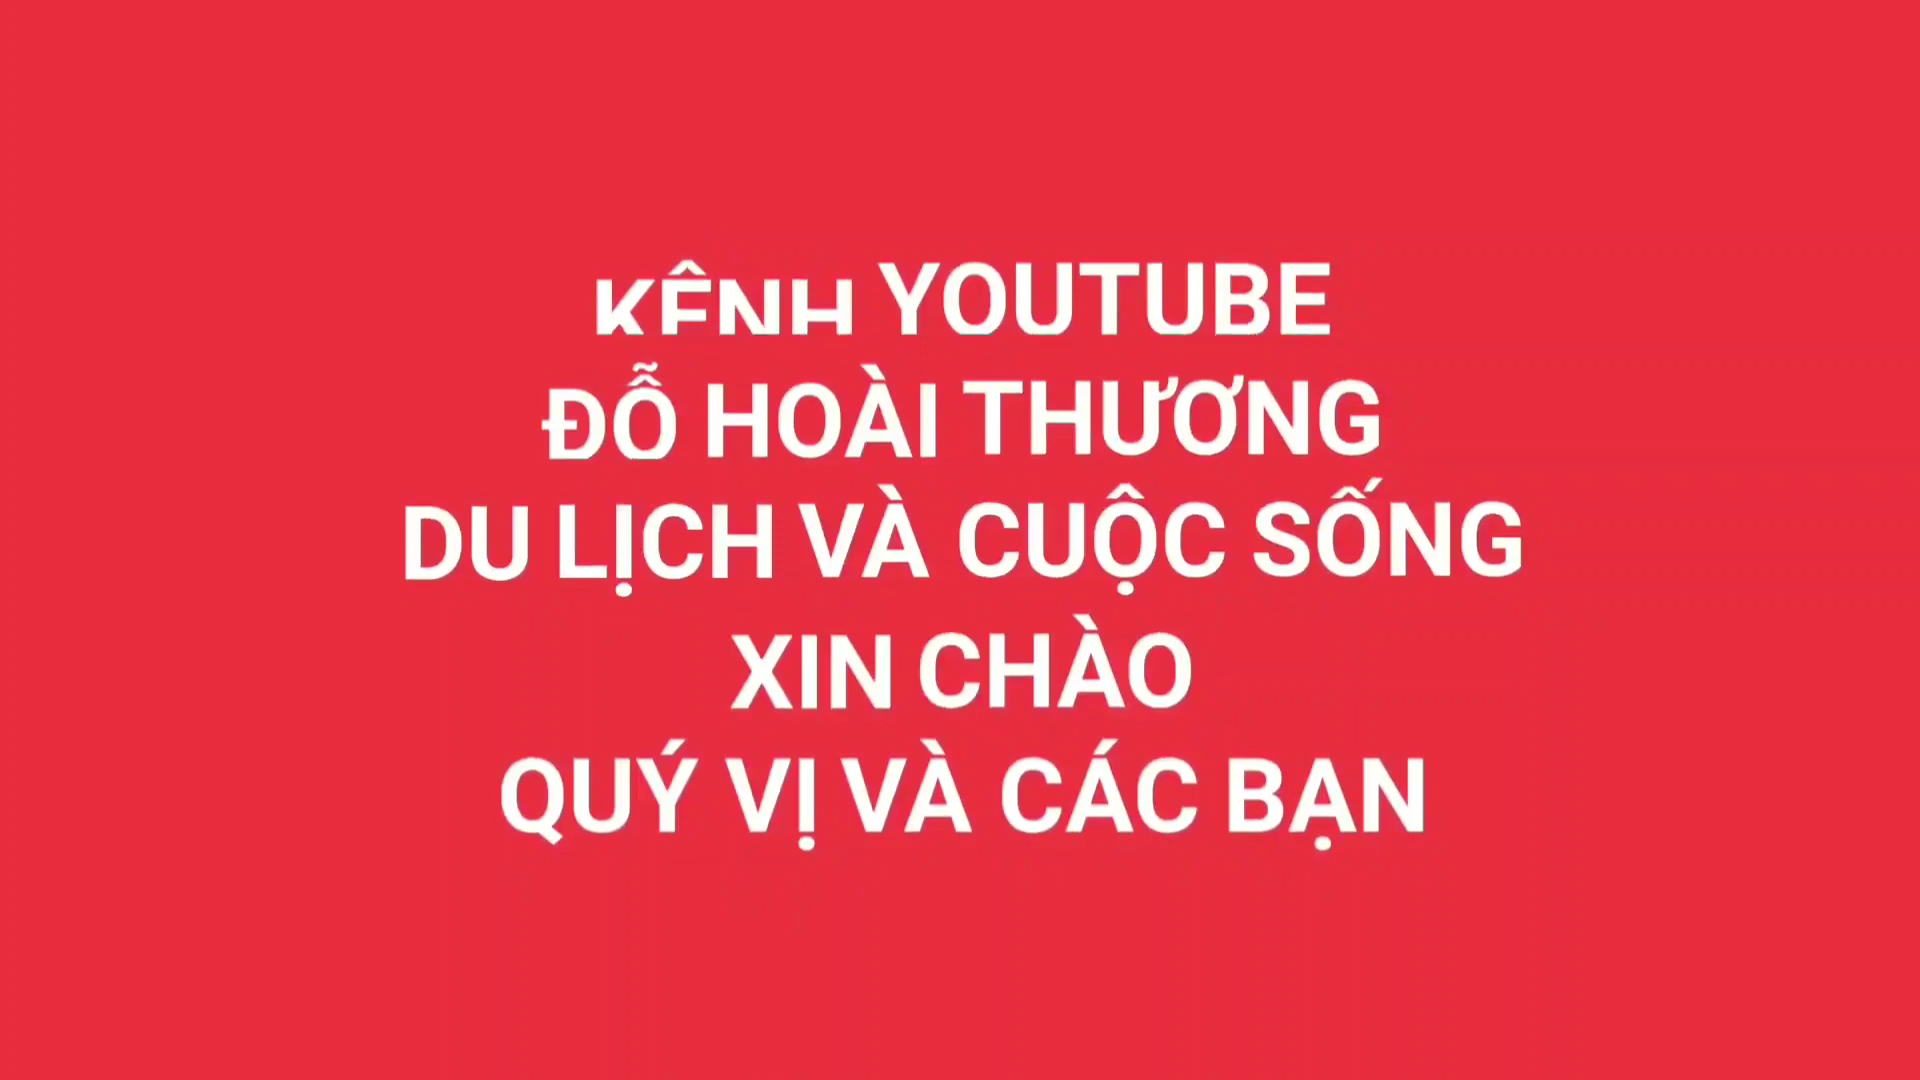 KÊNH YOUTUBE
ĐỖ HOÀI THƯƠNG
DU LỊCH VÀ CUỘC SỐNG
XIN CHÀO
QUÝ VỊ VÀ CÁC BẠN